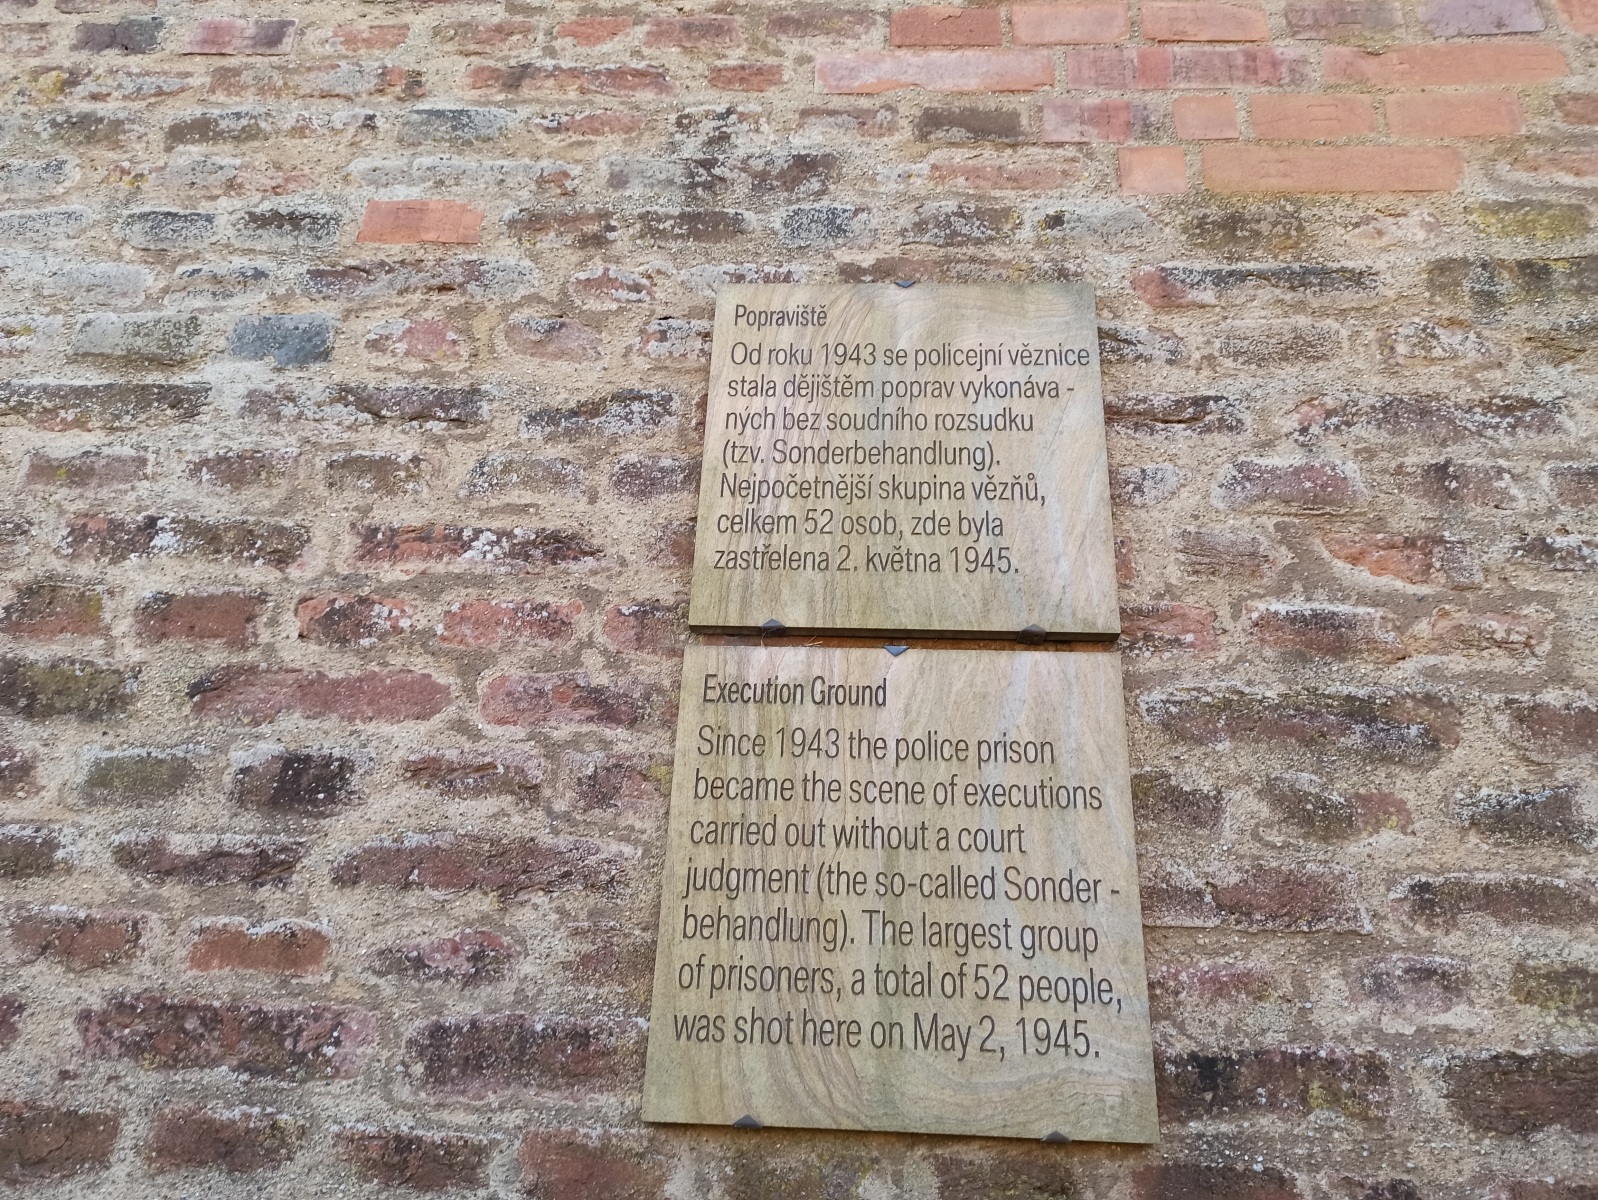 Popraviště
Od roku 1943 se policejní věznice
stala dějištěm poprav vykonáva -
ných bez soudního rozsudku
(tzv. Sonderbehandlung).
Nejpočetnější skupina vězňů,
celkem 52 osob, zde byla
zastřelena 2. května 1945.
Execution Ground
Since 1943 the police prison
became the scene of executions
carried out without a court
judgment (the so-called Sonder -
behandlung). The largest group
of prisoners, a total of 52 people,
was shot here on May 2, 1945.